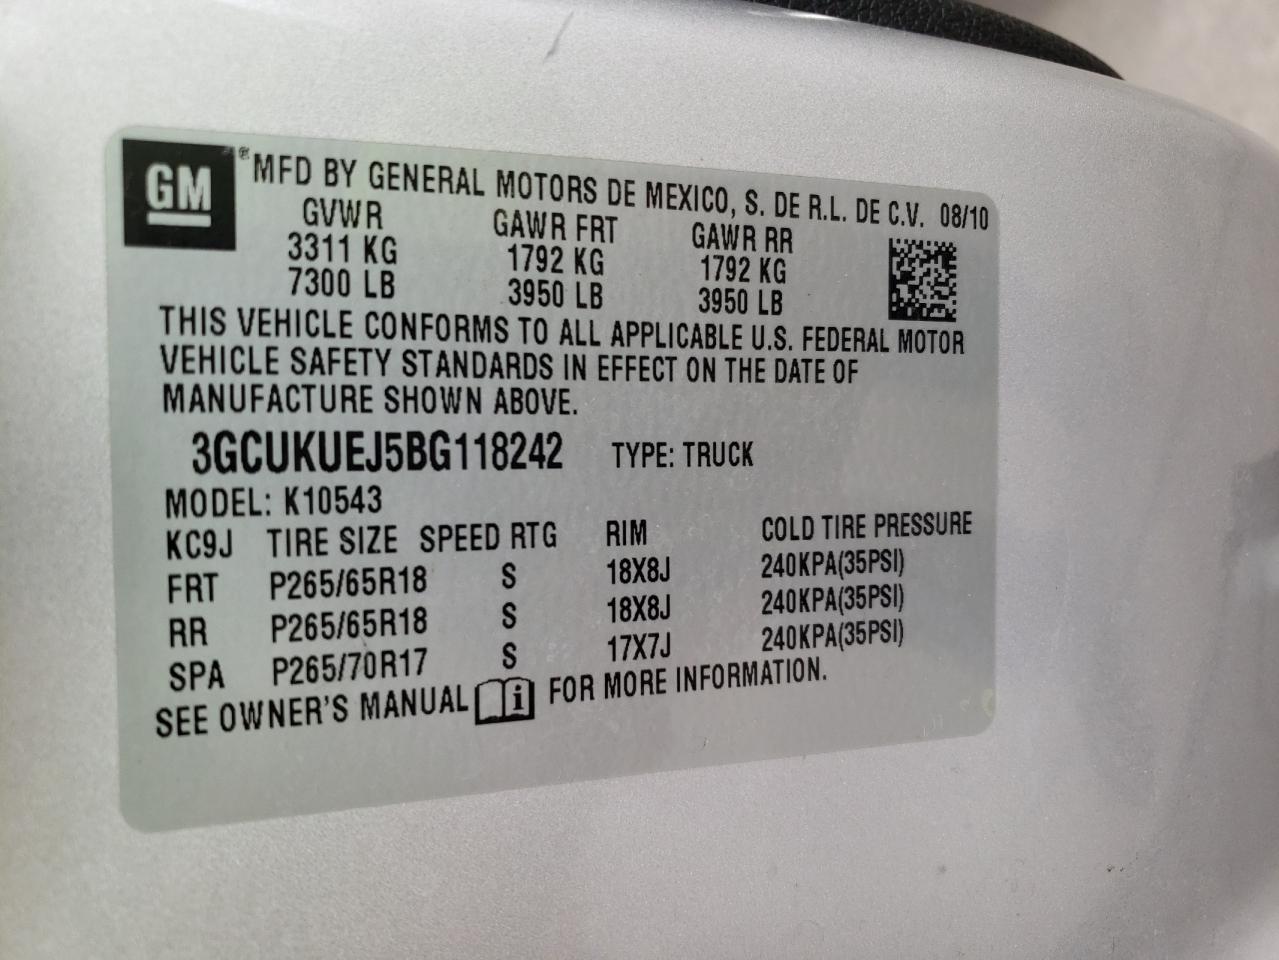 GM ® MFD BY GENERAL MOTORS DE MEXICO, S. DE R.L. DE C.V. 08/10
GVWR GAWR FRT GAWR RR
3311 KG 1792 KG 1792 KG
7300 LB 3950 LB 3950 LB
THIS VEHICLE CONFORMS TO ALL APPLICABLE U.S. FEDERAL MOTOR
VEHICLE SAFETY STANDARDS IN EFFECT ON THE DATE OF
MANUFACTURE SHOWN ABOVE.
3GCUKUEJ5BG118242 TYPE: TRUCK
MODEL: K10543
KC9J TIRE SIZE SPEED RTG RIM COLD TIRE PRESSURE
FRT P265/65R18 S 18X8J 240KPA(35PSI)
RR P265/65R18 S 18X8J 240KPA(35PSI)
SPA P265/70R17 S 17X7J 240KPA(35PSI)
SEE OWNER'S MANUAL i FOR MORE INFORMATION.